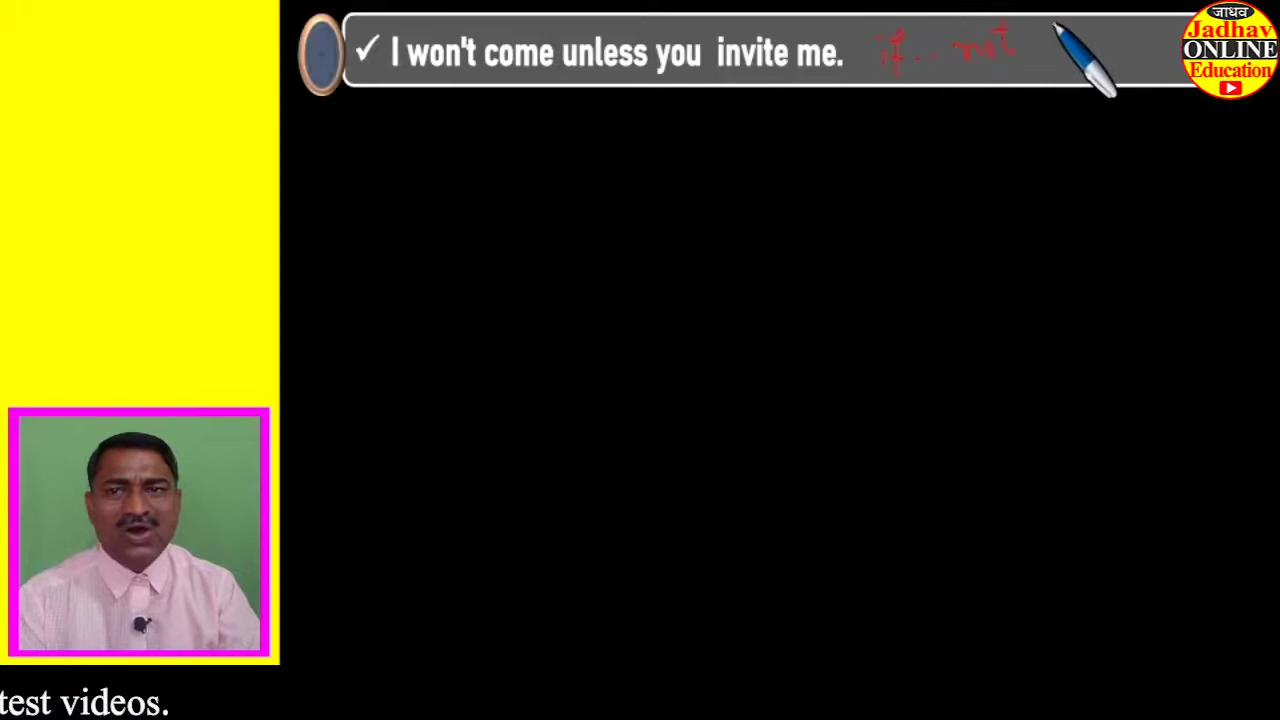 ✓ I won't come unless you invite me. if... not
जाधव
Jadhav
ONLINE
Education
test videos.